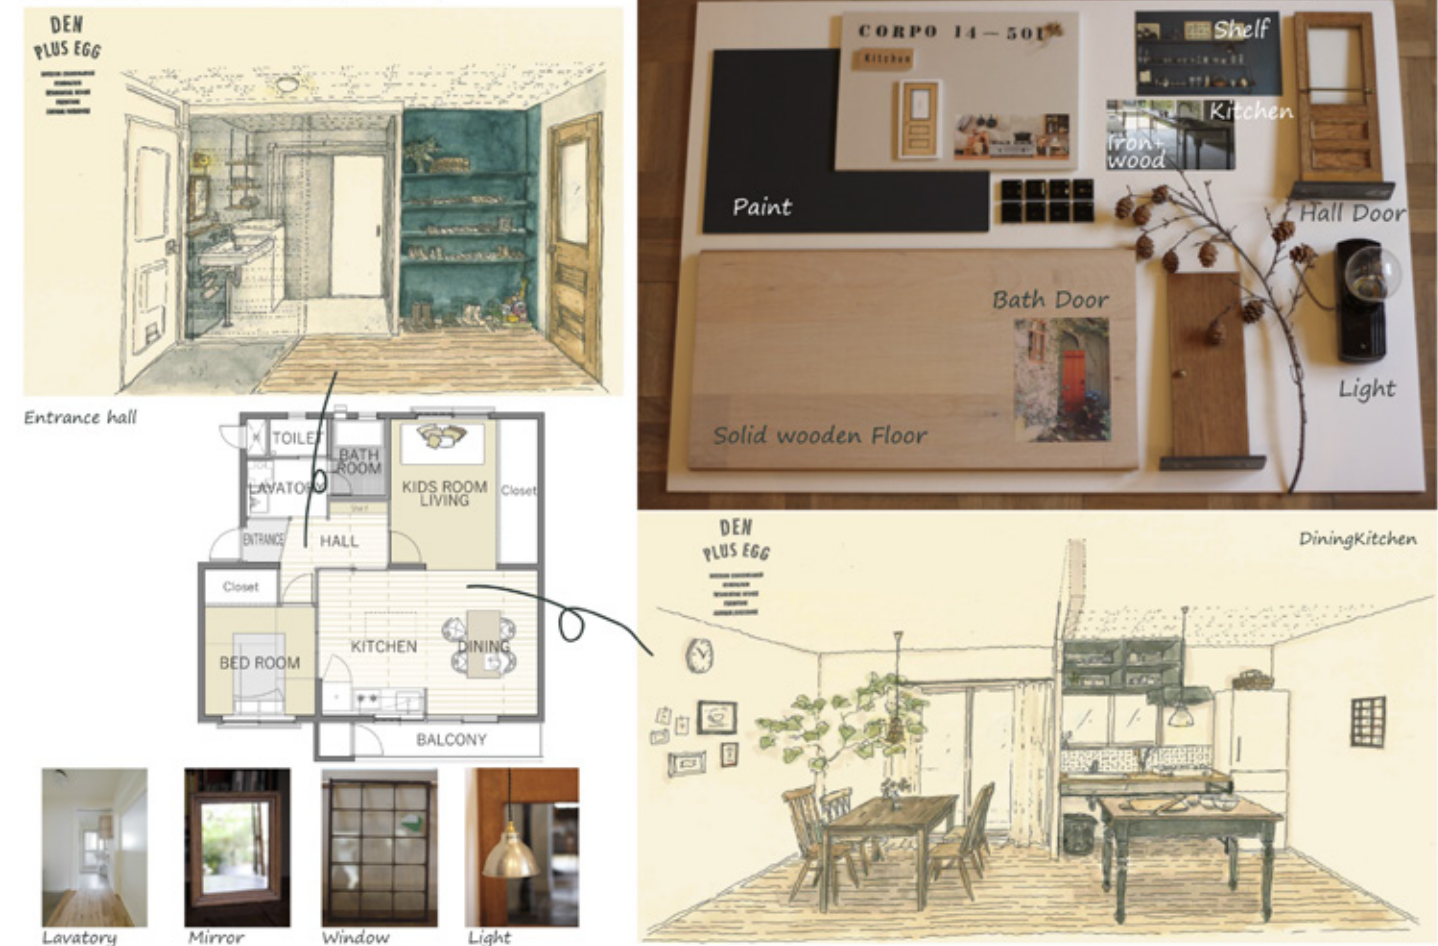 DEN
PLUS EGG
Entrance hall
CORPO 14-501
Kitchen
Shelf
Kitchen
Iron+
wood
Paint
Hall Door
Bath Door
Light
Solid wooden Floor
TOILET
BATH
ROOM
LAVATORY
KIDS ROOM
LIVING
Closet
Shelf
ENTRANCE
HALL
Closet
KITCHEN
DINING
BED ROOM
BALCONY
Lavatory
Mirror
Window
Light
DEN
PLUS EGG
DiningKitchen